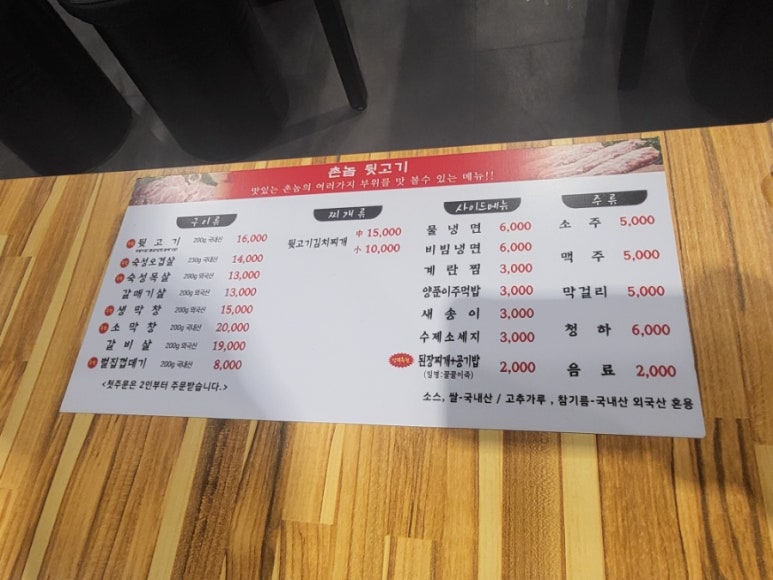 촌놈 뒷고기
맛있는 촌놈의 여러가지 부위를 맛 볼수 있는 메뉴!!
구이류
뒷고기 200g 국내산 16,000
숙성오겹살 230g 국내산 14,000
숙성목살 200g 외국산 13,000
갈매기살 200g 외국산 13,000
생막창 200g 외국산 15,000
소막창 200g 국내산 20,000
갈비살 200g 외국산 19,000
벌집껍데기 200g 국내산 8,000
<첫주문은 2인부터 주문받습니다.>
찌개류
뒷고기김치찌개 中 15,000
小 10,000
사이드메뉴
물냉면 6,000
비빔냉면 6,000
계란찜 3,000
양푼이주먹밥 3,000
새송이 3,000
수제소세지 3,000
된장찌개+공기밥 2,000
(일명:꿀꿀이죽)
주류
소주 5,000
맥주 5,000
막걸리 5,000
청하 6,000
음료 2,000
소스, 쌀-국내산 / 고추가루 , 참기름-국내산 외국산 혼용